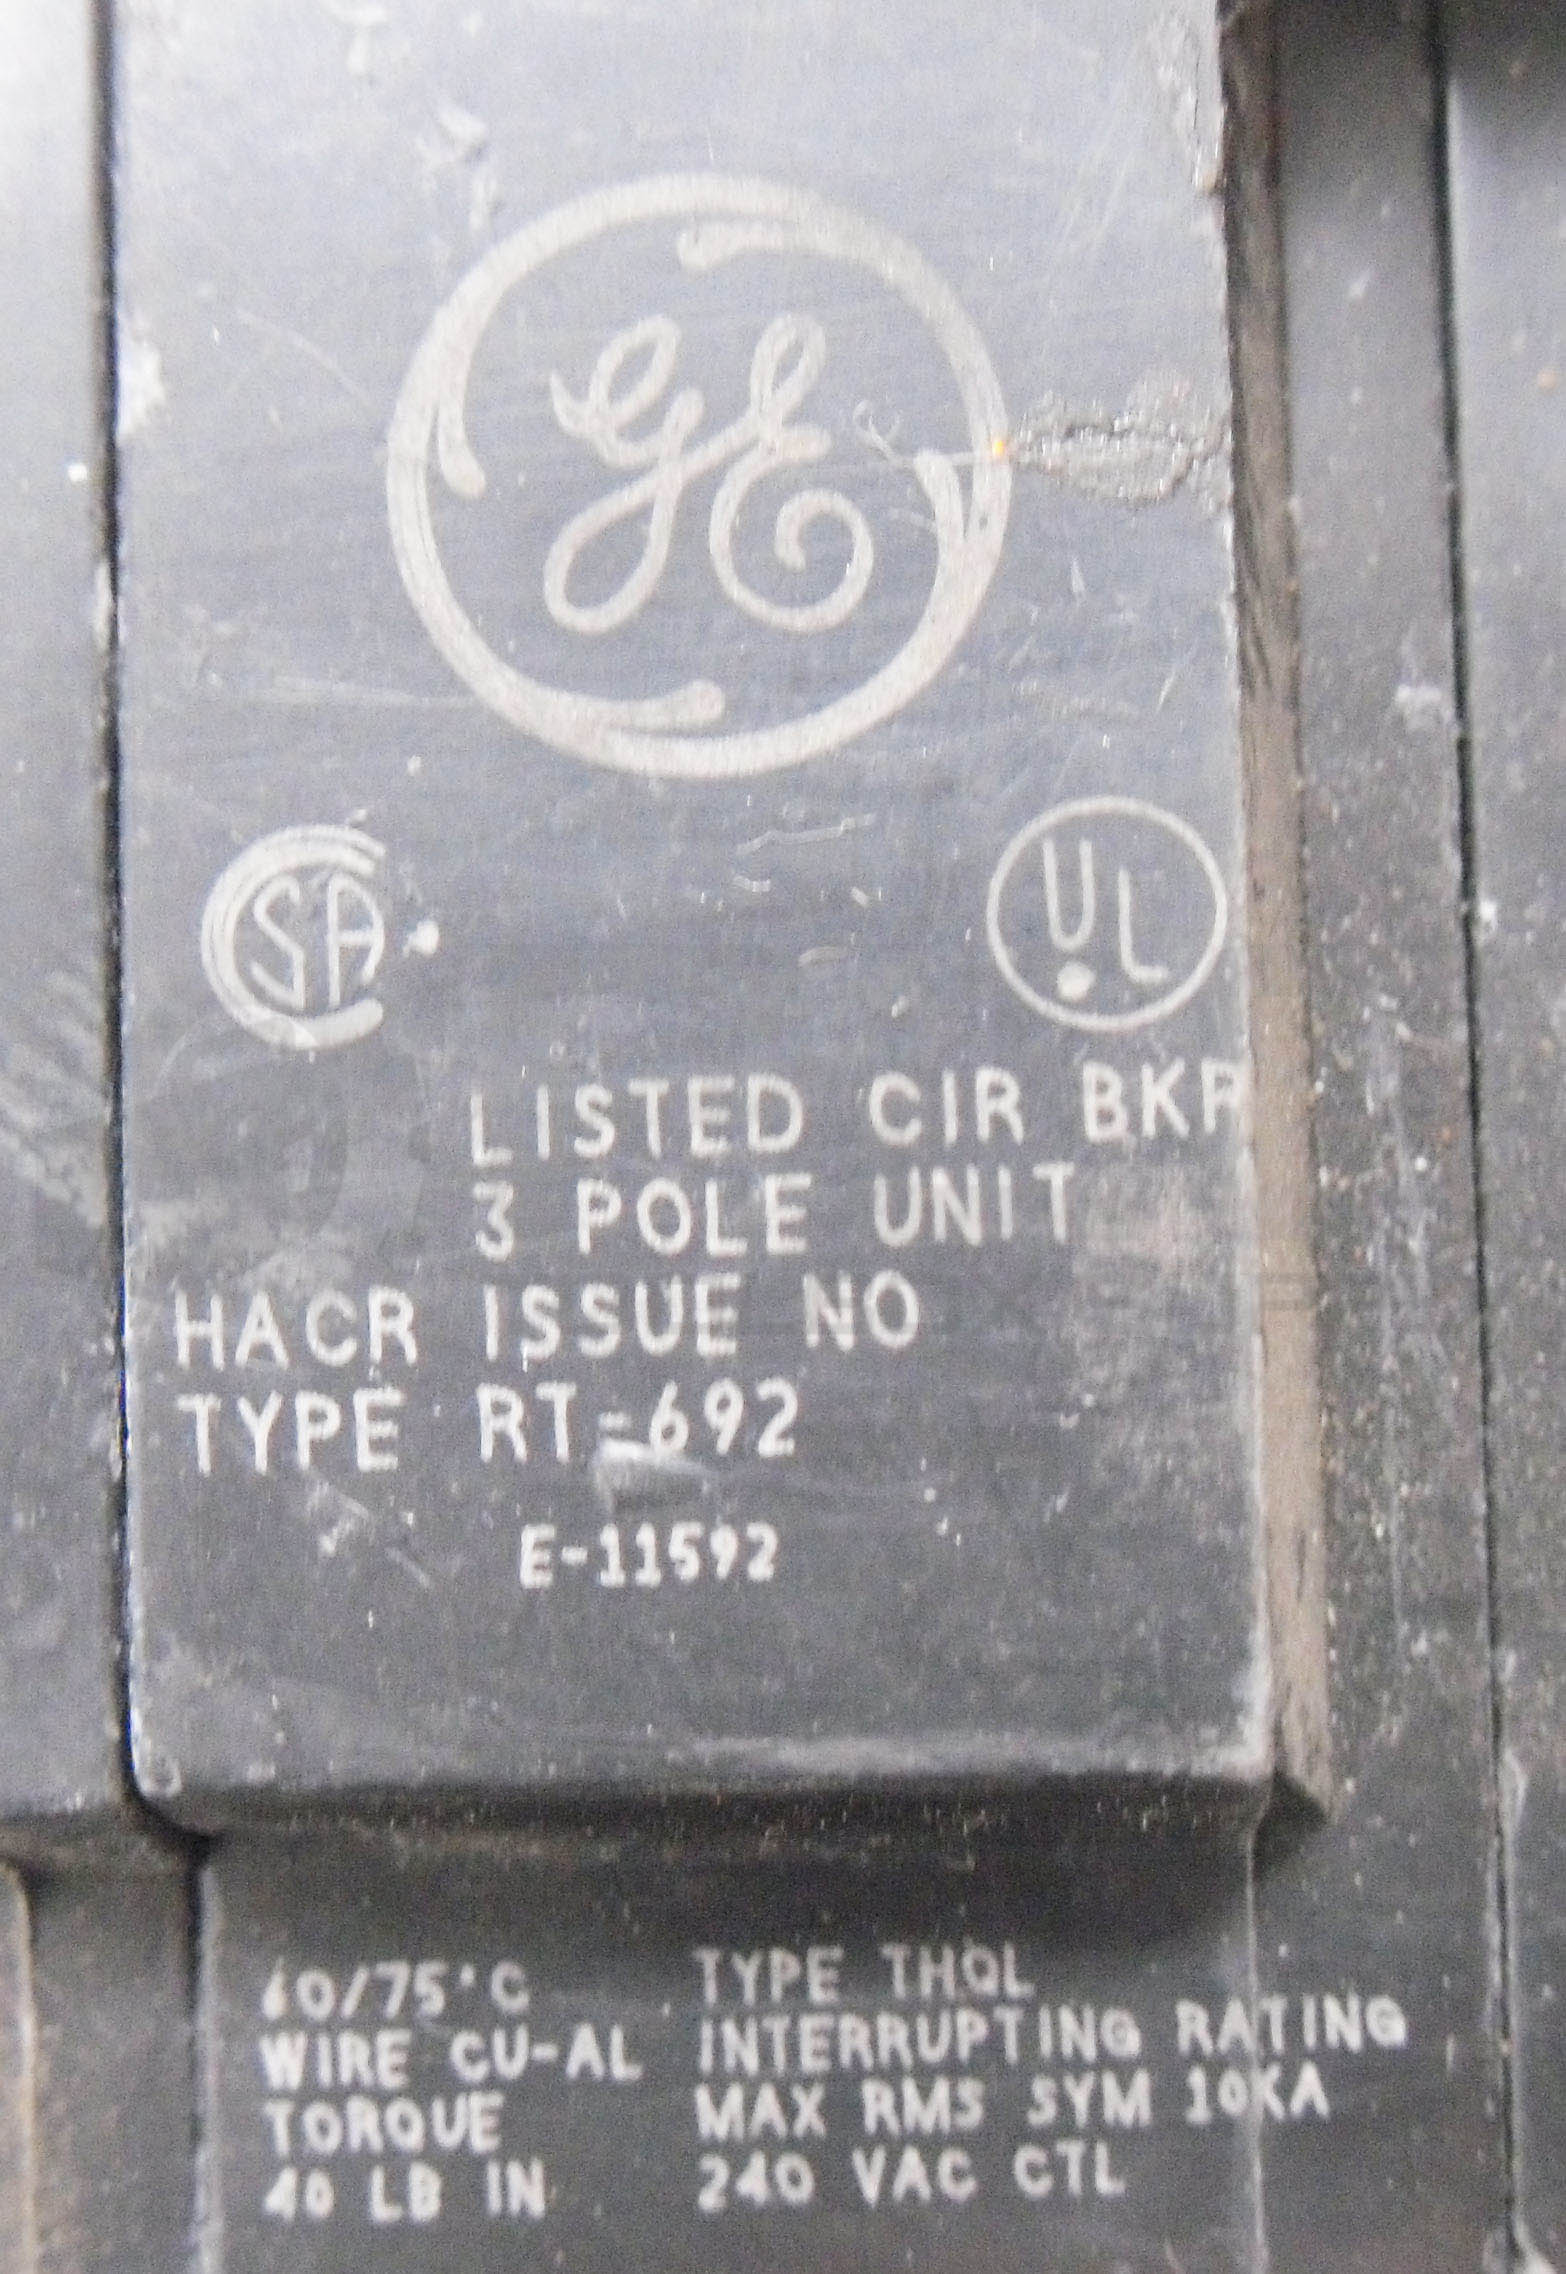 GE
CSA
UL
LISTED CIR BKR
3 POLE UNIT
HACR ISSUE NO
TYPE RT-692
E-11592
60/75°C
WIRE CU-AL
TORQUE
40 LB IN
TYPE THQL
INTERRUPTING RATING
MAX RMS SYM 10KA
240 VAC CTL